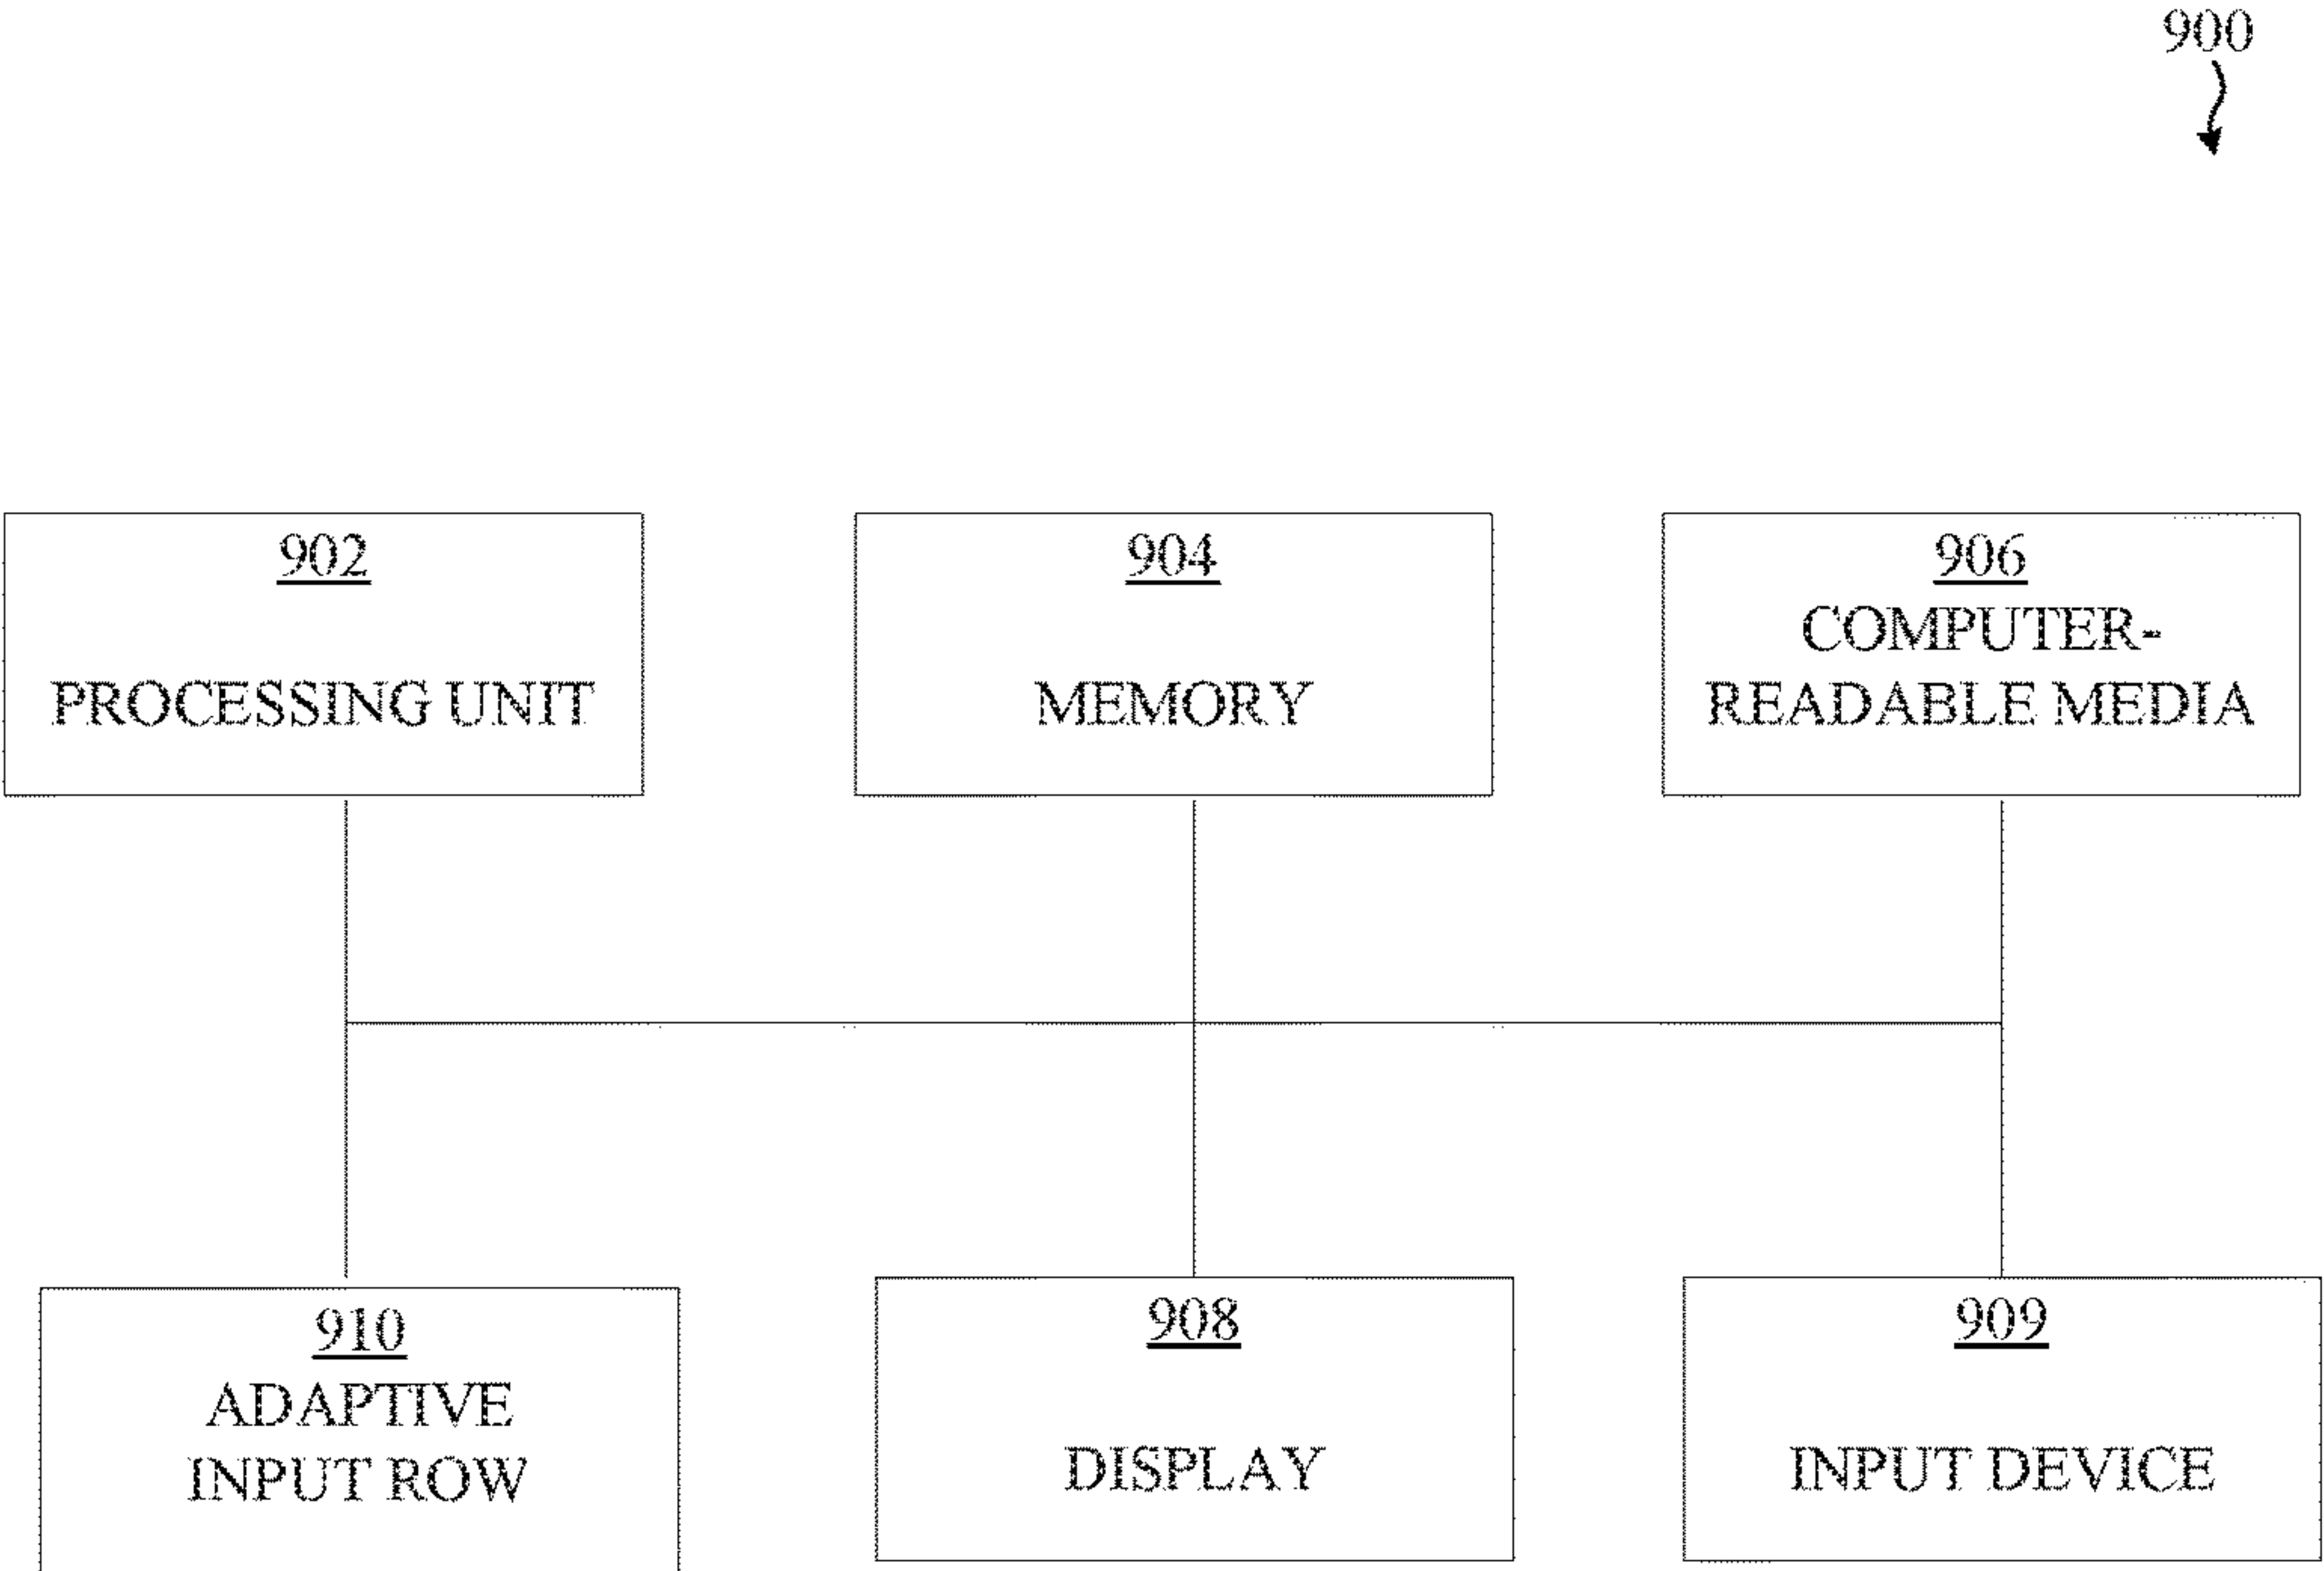 900
902
PROCESSING UNIT
904
MEMORY
906
COMPUTER-
READABLE MEDIA
910
ADAPTIVE
INPUT ROW
908
DISPLAY
909
INPUT DEVICE